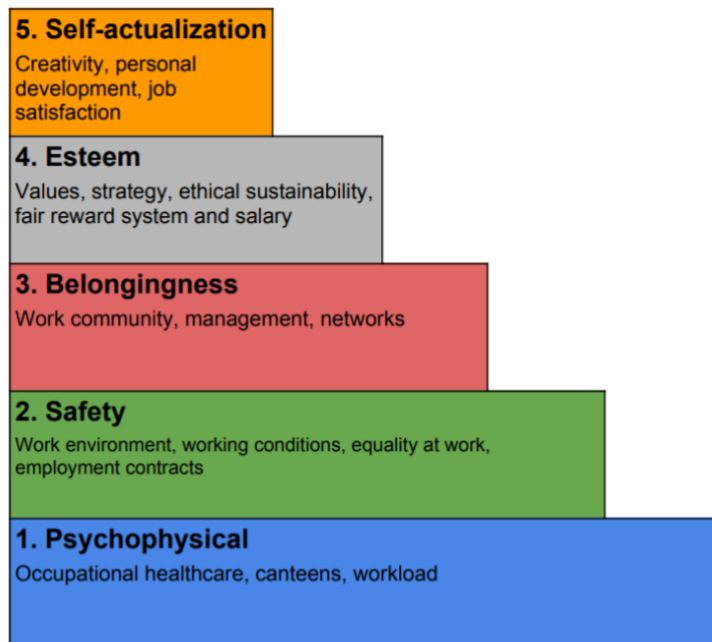 5. Self-actualization
Creativity, personal
development, job
satisfaction
4. Esteem
Values, strategy, ethical sustainability,
fair reward system and salary
3. Belongingness
Work community, management, networks
2. Safety
Work environment, working conditions, equality at work,
employment contracts
1. Psychophysical
Occupational healthcare, canteens, workload